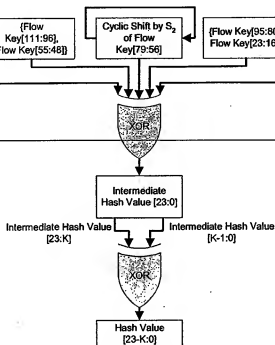 {Flow
Key[111:96],
Flow Key[55:48]}
Cyclic Shift by S2
of Flow
Key[79:56]
{Flow Key[95:80
Flow Key[23:16
XOR
Intermediate
Hash Value [23:0]
Intermediate Hash Value
[23:K]
Intermediate Hash Value
[K-1:0]
XOR
Hash Value
[23-K:0]